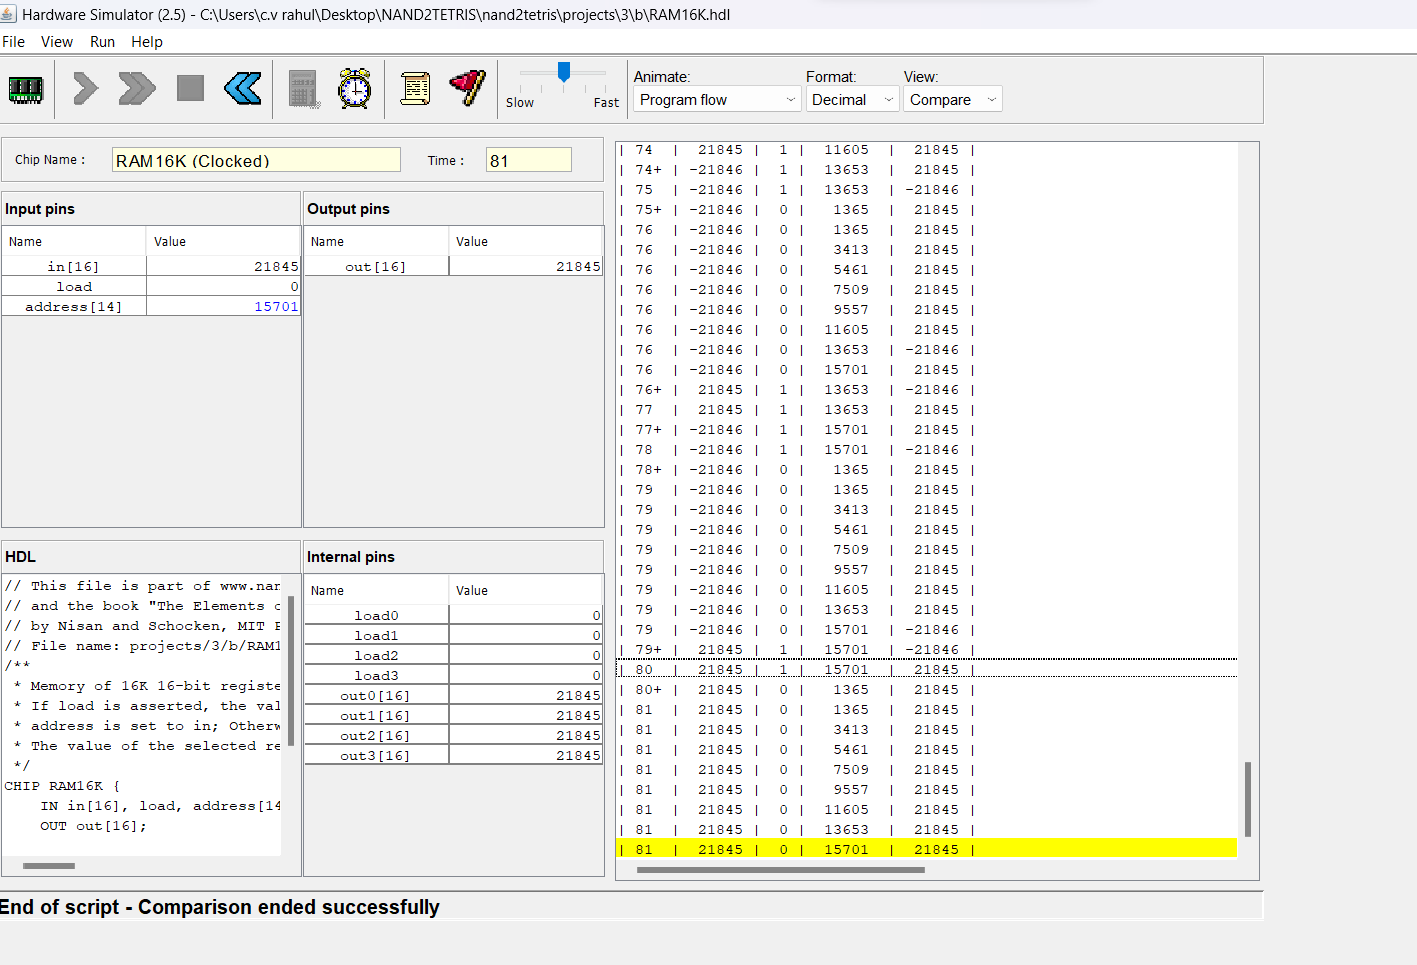 Hardware Simulator (2.5) - C:\Users\c.v rahul\Desktop\NAND2TETRIS\nand2tetris\projects\3\b\RAM16K.hdl
File View Run Help
Slow Fast
Animate: Format: View:
Program flow Decimal Compare
Chip Name : RAM16K (Clocked) Time : 81
Input pins
Name Value
in[16] 21845
load 0
address[14] 15701
Output pins
Name Value
out[16] 21845
HDL
// This file is part of www.nan
// and the book "The Elements o
// by Nisan and Schocken, MIT P
// File name: projects/3/b/RAM1
/**
* Memory of 16K 16-bit registe
* If load is asserted, the val
* address is set to in; Otherw
* The value of the selected re
*/
CHIP RAM16K {
IN in[16], load, address[14
OUT out[16];
Internal pins
Name Value
load0 0
load1 0
load2 0
load3 0
out0[16] 21845
out1[16] 21845
out2[16] 21845
out3[16] 21845
| 74 | 21845 | 1 | 11605 | 21845 |
| 74+ | -21846 | 1 | 13653 | 21845 |
| 75 | -21846 | 1 | 13653 | -21846 |
| 75+ | -21846 | 0 | 1365 | 21845 |
| 76 | -21846 | 0 | 1365 | 21845 |
| 76 | -21846 | 0 | 3413 | 21845 |
| 76 | -21846 | 0 | 5461 | 21845 |
| 76 | -21846 | 0 | 7509 | 21845 |
| 76 | -21846 | 0 | 9557 | 21845 |
| 76 | -21846 | 0 | 11605 | 21845 |
| 76 | -21846 | 0 | 13653 | -21846 |
| 76 | -21846 | 0 | 15701 | 21845 |
| 76+ | 21845 | 1 | 13653 | -21846 |
| 77 | 21845 | 1 | 13653 | 21845 |
| 77+ | -21846 | 1 | 15701 | 21845 |
| 78 | -21846 | 1 | 15701 | -21846 |
| 78+ | -21846 | 0 | 1365 | 21845 |
| 79 | -21846 | 0 | 1365 | 21845 |
| 79 | -21846 | 0 | 3413 | 21845 |
| 79 | -21846 | 0 | 5461 | 21845 |
| 79 | -21846 | 0 | 7509 | 21845 |
| 79 | -21846 | 0 | 9557 | 21845 |
| 79 | -21846 | 0 | 11605 | 21845 |
| 79 | -21846 | 0 | 13653 | 21845 |
| 79 | -21846 | 0 | 15701 | -21846 |
| 79+ | 21845 | 1 | 15701 | -21846 |
| 80 | 21845 | 1 | 15701 | 21845 |
| 80+ | 21845 | 0 | 1365 | 21845 |
| 81 | 21845 | 0 | 1365 | 21845 |
| 81 | 21845 | 0 | 3413 | 21845 |
| 81 | 21845 | 0 | 5461 | 21845 |
| 81 | 21845 | 0 | 7509 | 21845 |
| 81 | 21845 | 0 | 9557 | 21845 |
| 81 | 21845 | 0 | 11605 | 21845 |
| 81 | 21845 | 0 | 13653 | 21845 |
| 81 | 21845 | 0 | 15701 | 21845 |
End of script - Comparison ended successfully